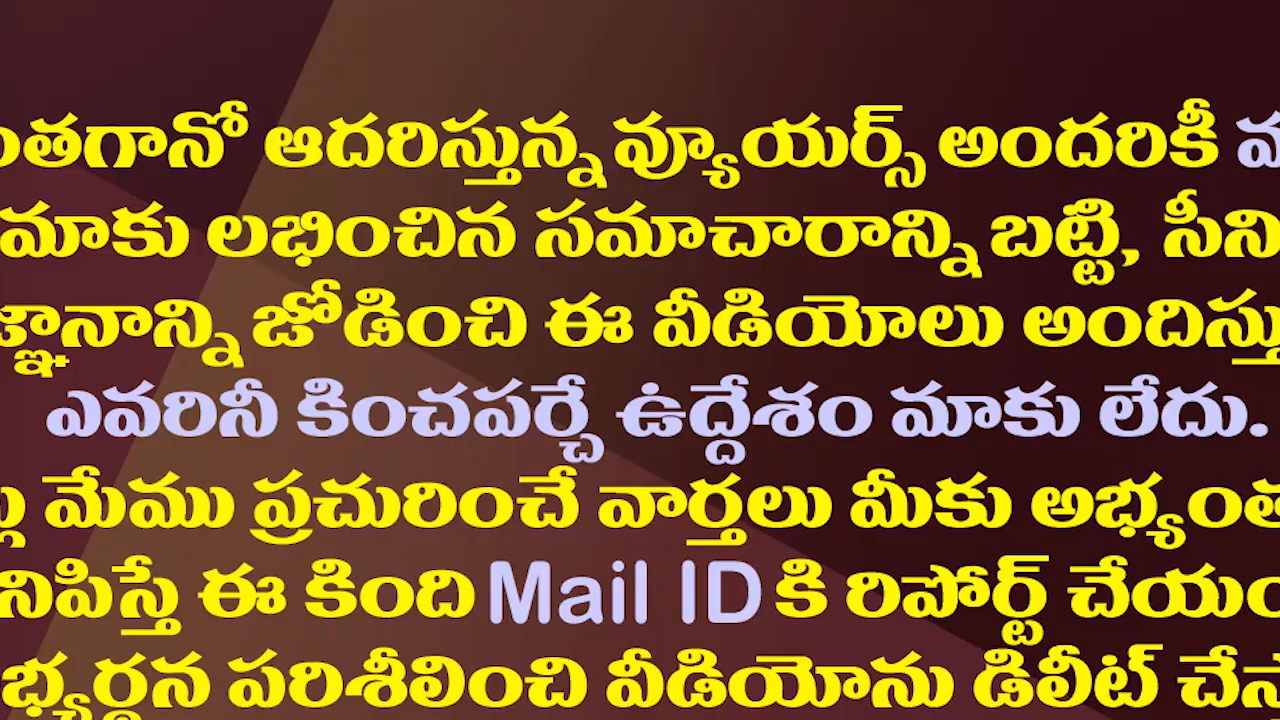 ఆదరిస్తున్న వ్యూయర్స్ అందరికీ
మాకు లభించిన సమాచారాన్ని బట్టి,
జోడించి ఈ వీడియోలు
ఎవరినీ కించపర్చే ఉద్దేశం మాకు లేదు.
మేము ప్రచురించే వార్తలు మీకు
ఈ కింది Mail ID కి రిపోర్ట్
పరిశీలించి వీడియోను డిలీట్